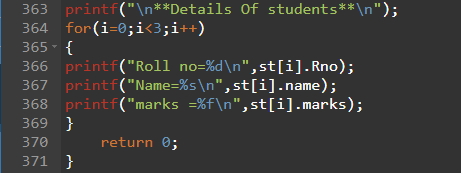 363 printf("\n**Details Of students**\n");
364 for(i=0;i<3;i++)
365 {
366 printf("Roll no=%d\n",st[i].Rno);
367 printf("Name=%s\n",st[i].name);
368 printf("marks =%f\n",st[i].marks);
369 }
370     return 0;
371 }